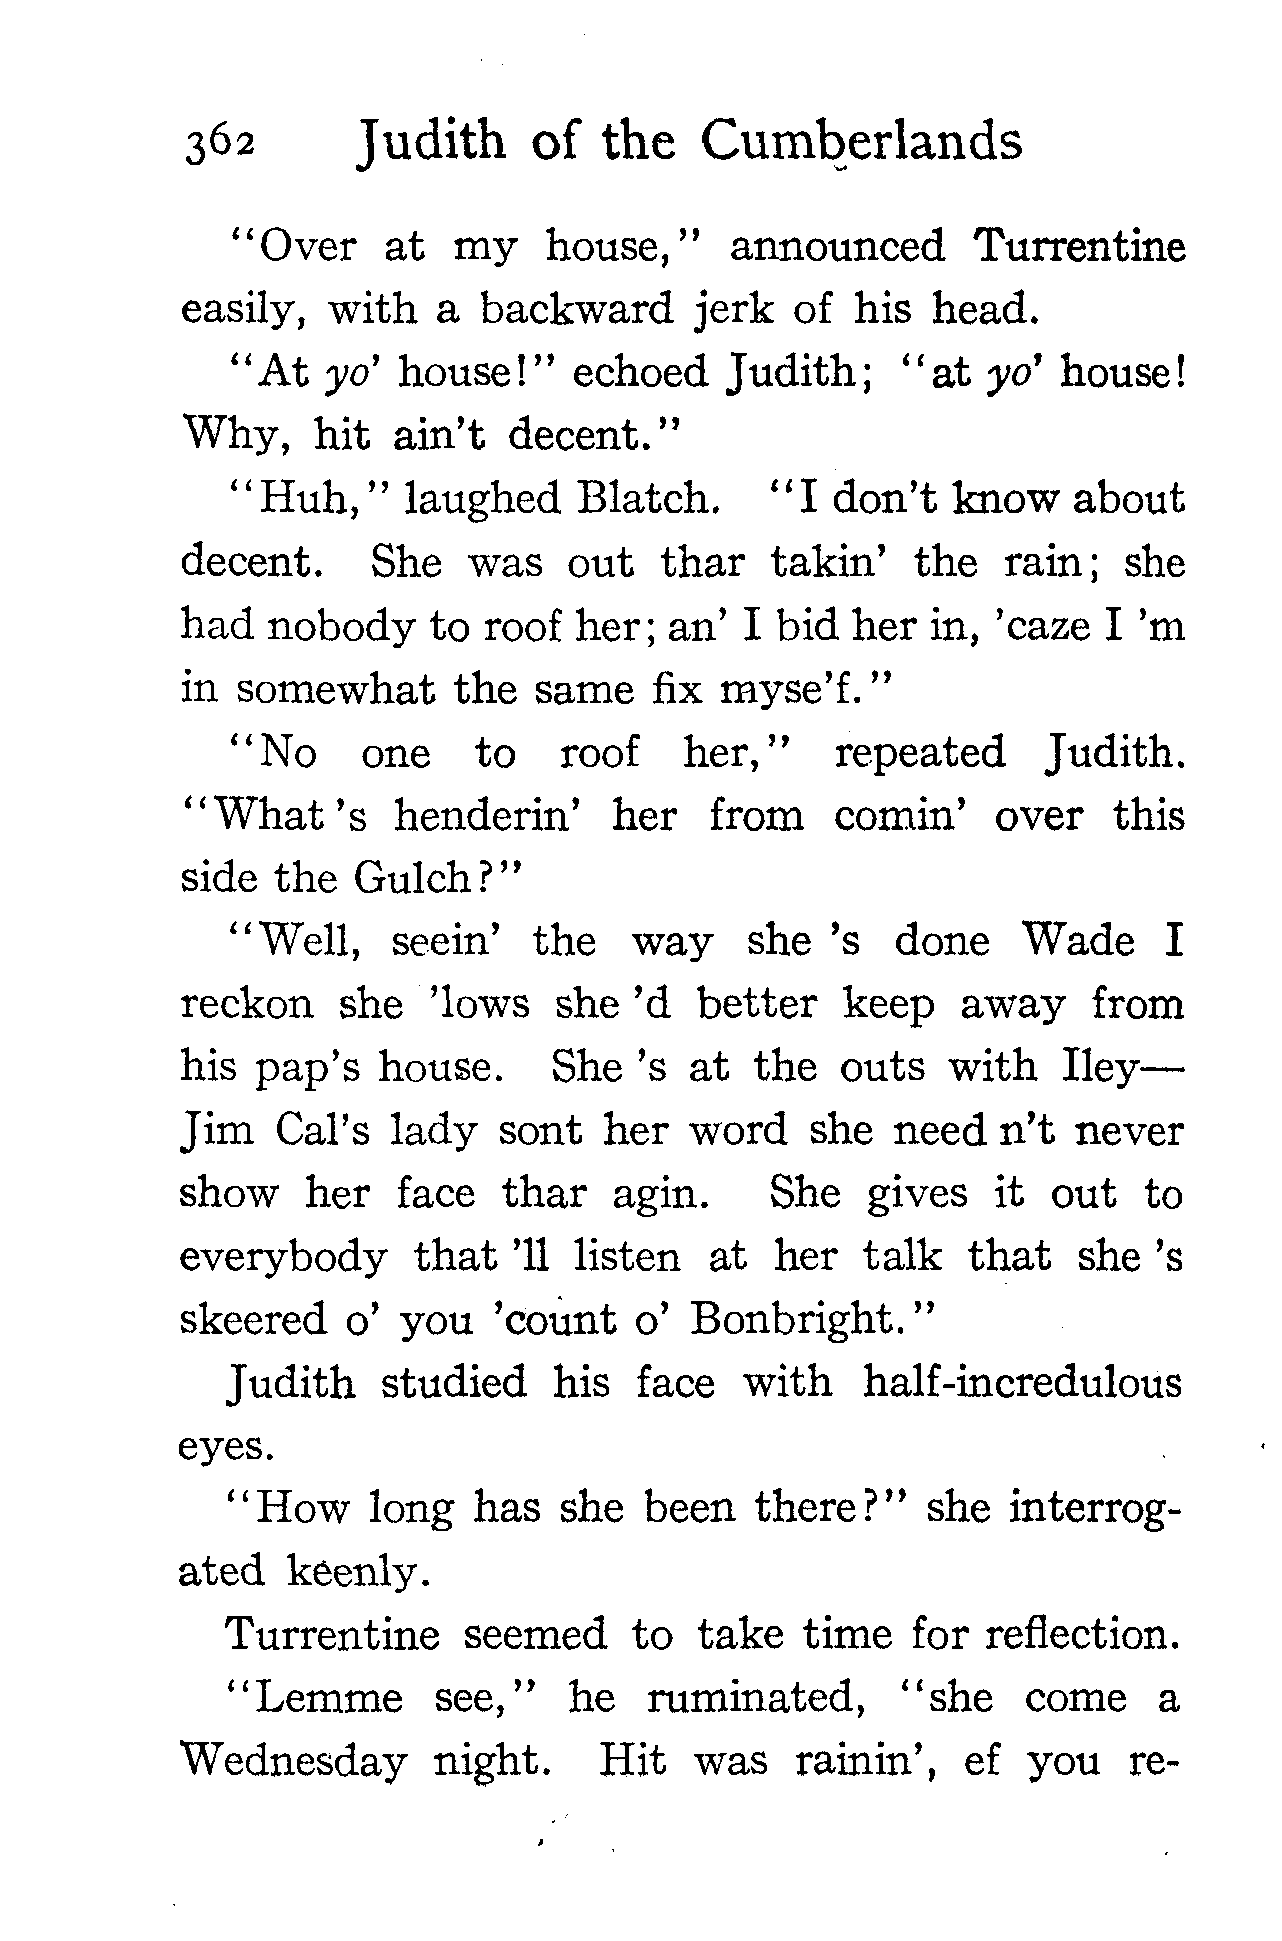 362 Judith of the Cumberlands
"Over at my house," announced Turrentine
easily, with a backward jerk of his head.
"At yo' house!" echoed Judith; "at yo' house!
Why, hit ain't decent."
"Huh," laughed Blatch. "I don't know about
decent. She was out thar takin' the rain; she
had nobody to roof her; an' I bid her in, 'caze I 'm
in somewhat the same fix myse'f."
"No one to roof her," repeated Judith.
"What 's henderin' her from comin' over this
side the Gulch?"
"Well, seein' the way she 's done Wade I
reckon she 'lows she 'd better keep away from
his pap's house. She 's at the outs with Iley—
Jim Cal's lady sont her word she need n't never
show her face thar agin. She gives it out to
everybody that 'll listen at her talk that she 's
skeered o' you 'count o' Bonbright."
Judith studied his face with half-incredulous
eyes.
"How long has she been there?" she interrog-
ated keenly.
Turrentine seemed to take time for reflection.
"Lemme see," he ruminated, "she come a
Wednesday night. Hit was rainin', ef you re-